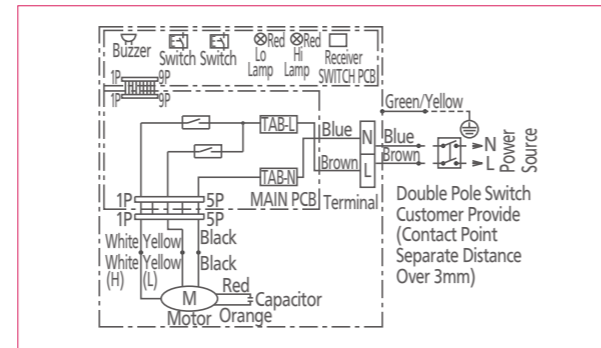 Buzzer
Switch
Switch
Red
Lo
Lamp
Red
Hi
Lamp
Receiver
SWITCH PCB
1P 9P
1P 9P
Green/Yellow
TAB-L
Blue
N
Blue
N
Brown
L
Brown
L
Power
Source
TAB-N
MAIN PCB
Terminal
1P 5P
1P 5P
Double Pole Switch
Customer Provide
(Contact Point
Separate Distance
Over 3mm)
White Yellow Black
White Yellow Black
(H) (L)
M
Motor
Red
Capacitor
Orange